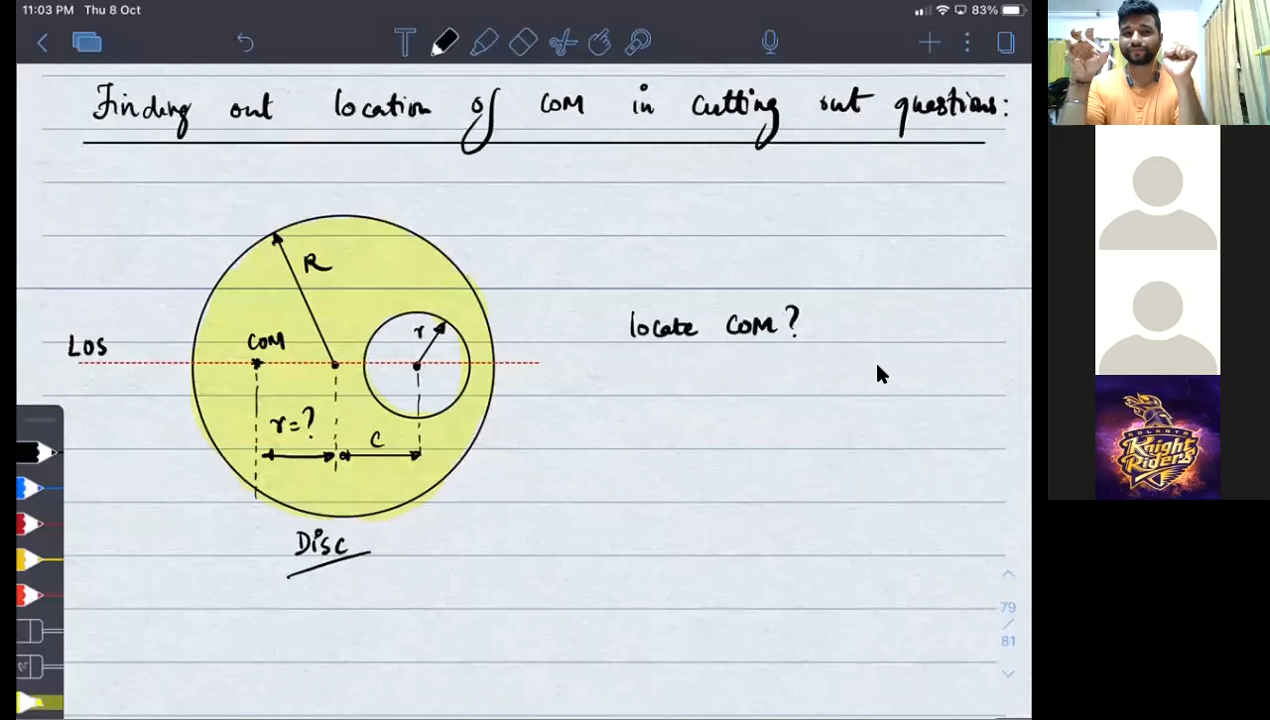 11:03 PM Thu 8 Oct
83%
Finding out location of COM in cutting out questions:
R
r
LOS
COM
locate COM?
r=?
C
Disc
79
/
81
KOLKATA
Knight
Riders